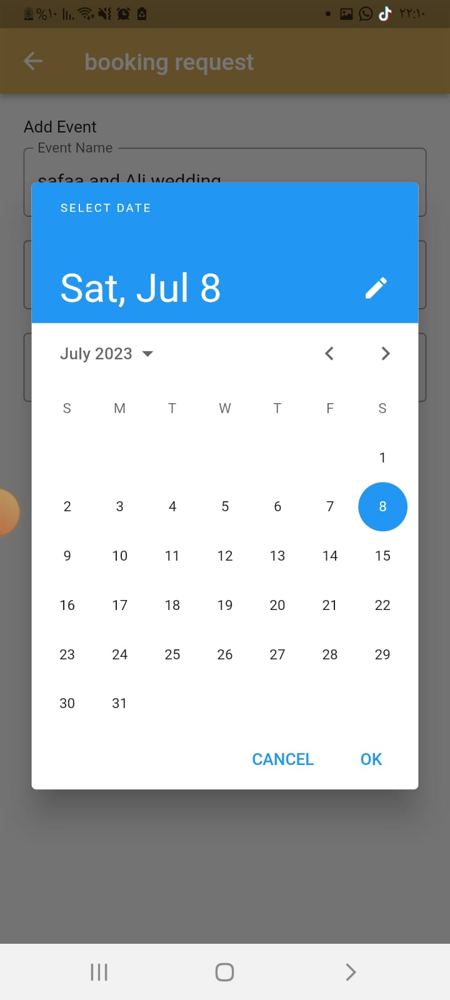 %١٠ ٢٢:١٠
booking request
Add Event
Event Name
safaa and Ali wedding
SELECT DATE
Sat, Jul 8
July 2023
S M T W T F S
1
2 3 4 5 6 7 8
9 10 11 12 13 14 15
16 17 18 19 20 21 22
23 24 25 26 27 28 29
30 31
CANCEL OK